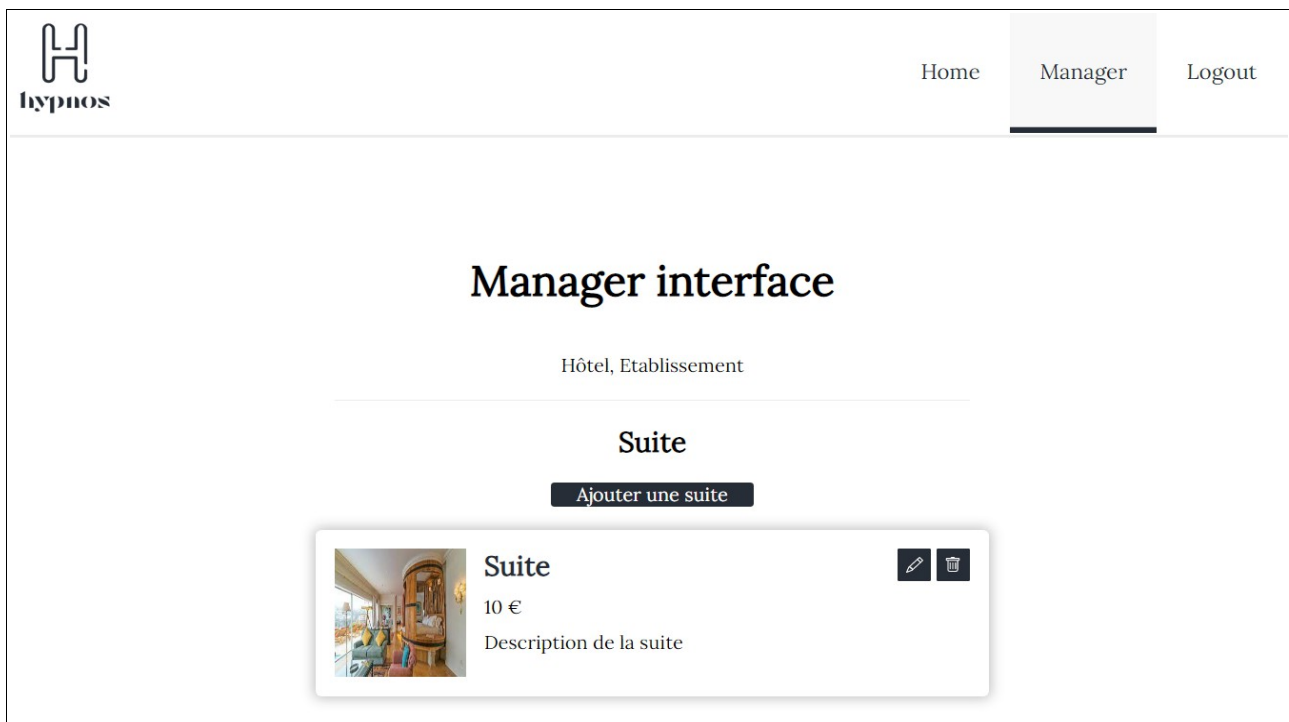 hypnos
Home Manager Logout
Manager interface
Hôtel, Etablissement
Suite
Ajouter une suite
Suite
10 €
Description de la suite